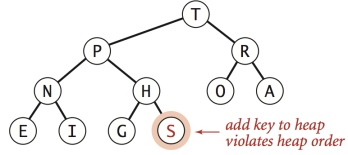 T
P R
N H O A
E I G S
add key to heap
violates heap order